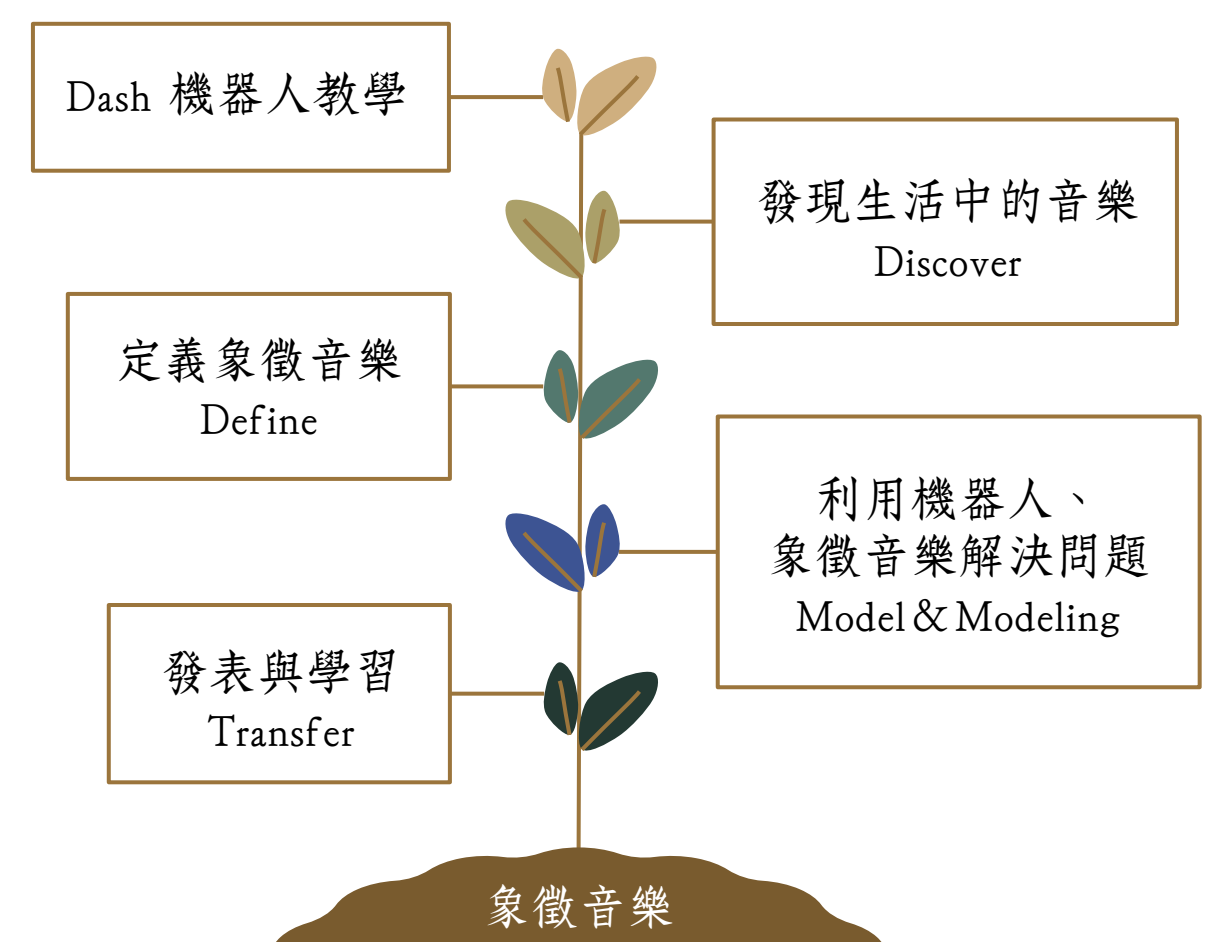 Dash 機器人教學
發現生活中的音樂
Discover
定義象徵音樂
Define
利用機器人、
象徵音樂解決問題
Model＆Modeling
發表與學習
Transfer
象徵音樂